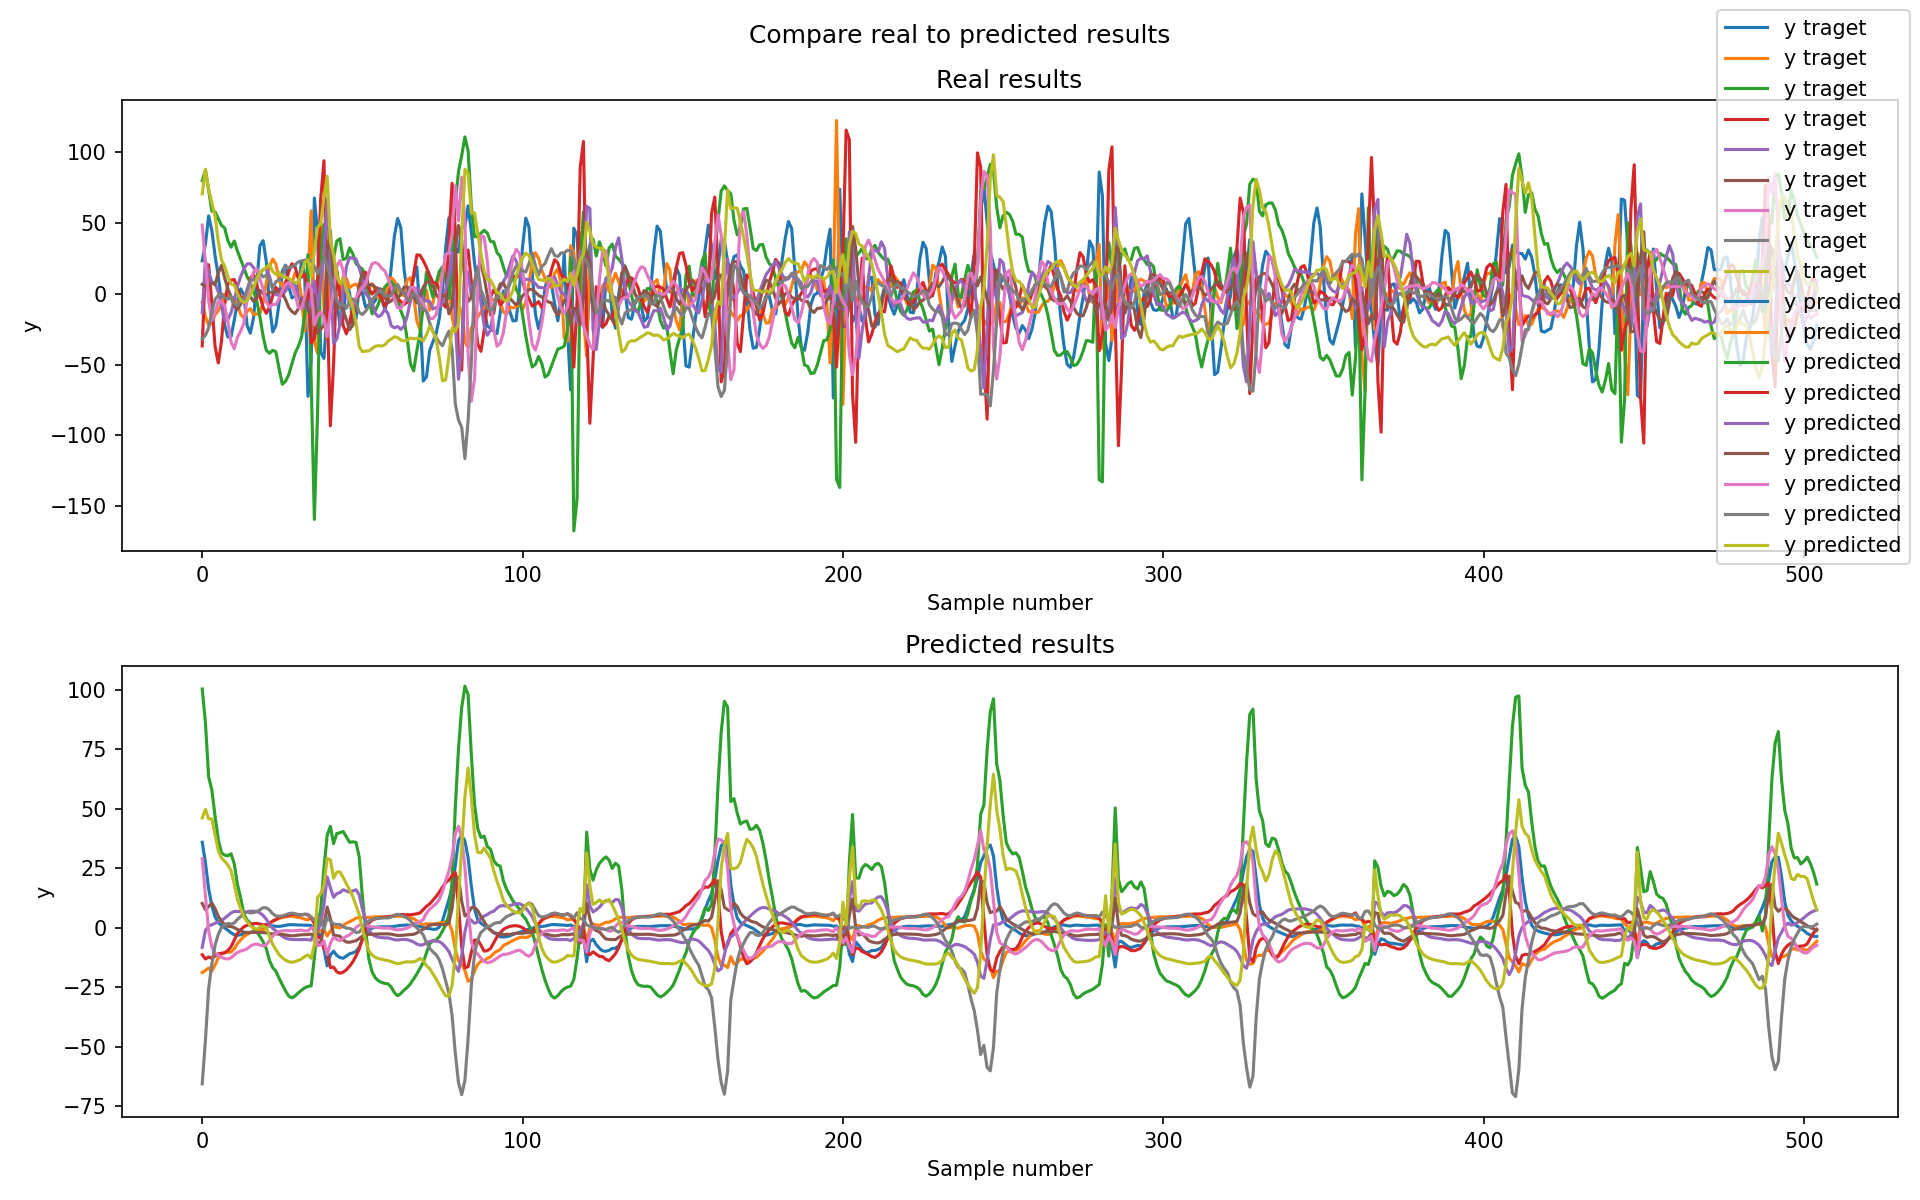 Compare real to predicted results
Real results
y traget
y traget
y traget
y traget
y traget
y traget
y traget
y traget
y traget
y predicted
y predicted
y predicted
y predicted
y predicted
y predicted
y predicted
y predicted
y predicted
100
50
0
−50
−100
−150
y
0 100 200 300 400 500
Sample number
Predicted results
100
75
50
25
0
−25
−50
−75
y
0 100 200 300 400 500
Sample number